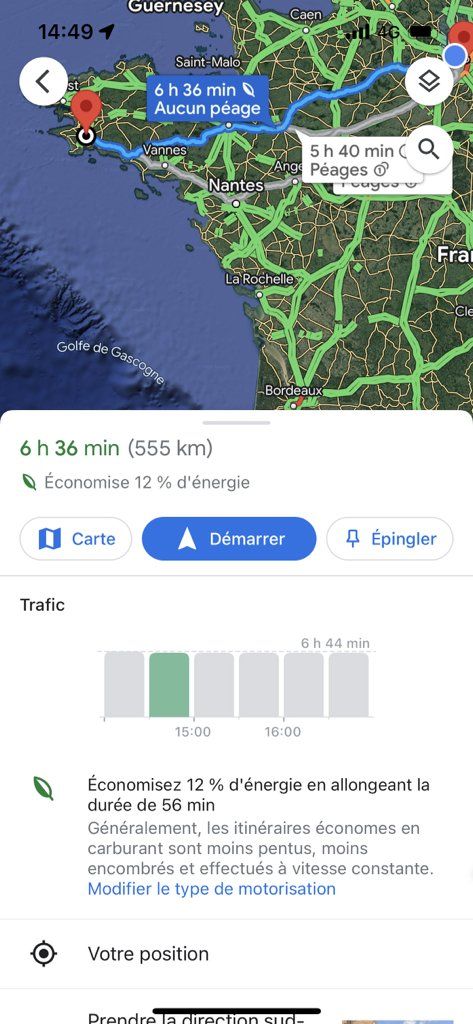 Guernesey
14:49
4G
Caen
Saint-Malo
st
6 h 36 min
Aucun péage
Vannes
5 h 40 min
Péages
Ange
Péages
Nantes
La Rochelle
Fra
Cle
Golfe de Gascogne
Bordeaux
6 h 36 min (555 km)
Économise 12 % d'énergie
Carte
Démarrer
Épingler
Trafic
6 h 44 min
15:00
16:00
Économisez 12 % d'énergie en allongeant la
durée de 56 min
Généralement, les itinéraires économes en
carburant sont moins pentus, moins
encombrés et effectués à vitesse constante.
Modifier le type de motorisation
Votre position
Prendre la direction sud-